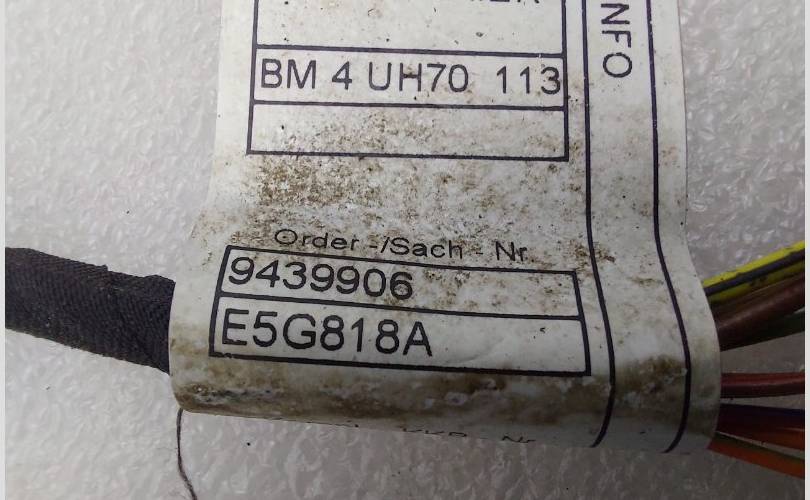 NFO
BM 4 UH70 113
Order -/Sach - Nr
9439906
E5G818A